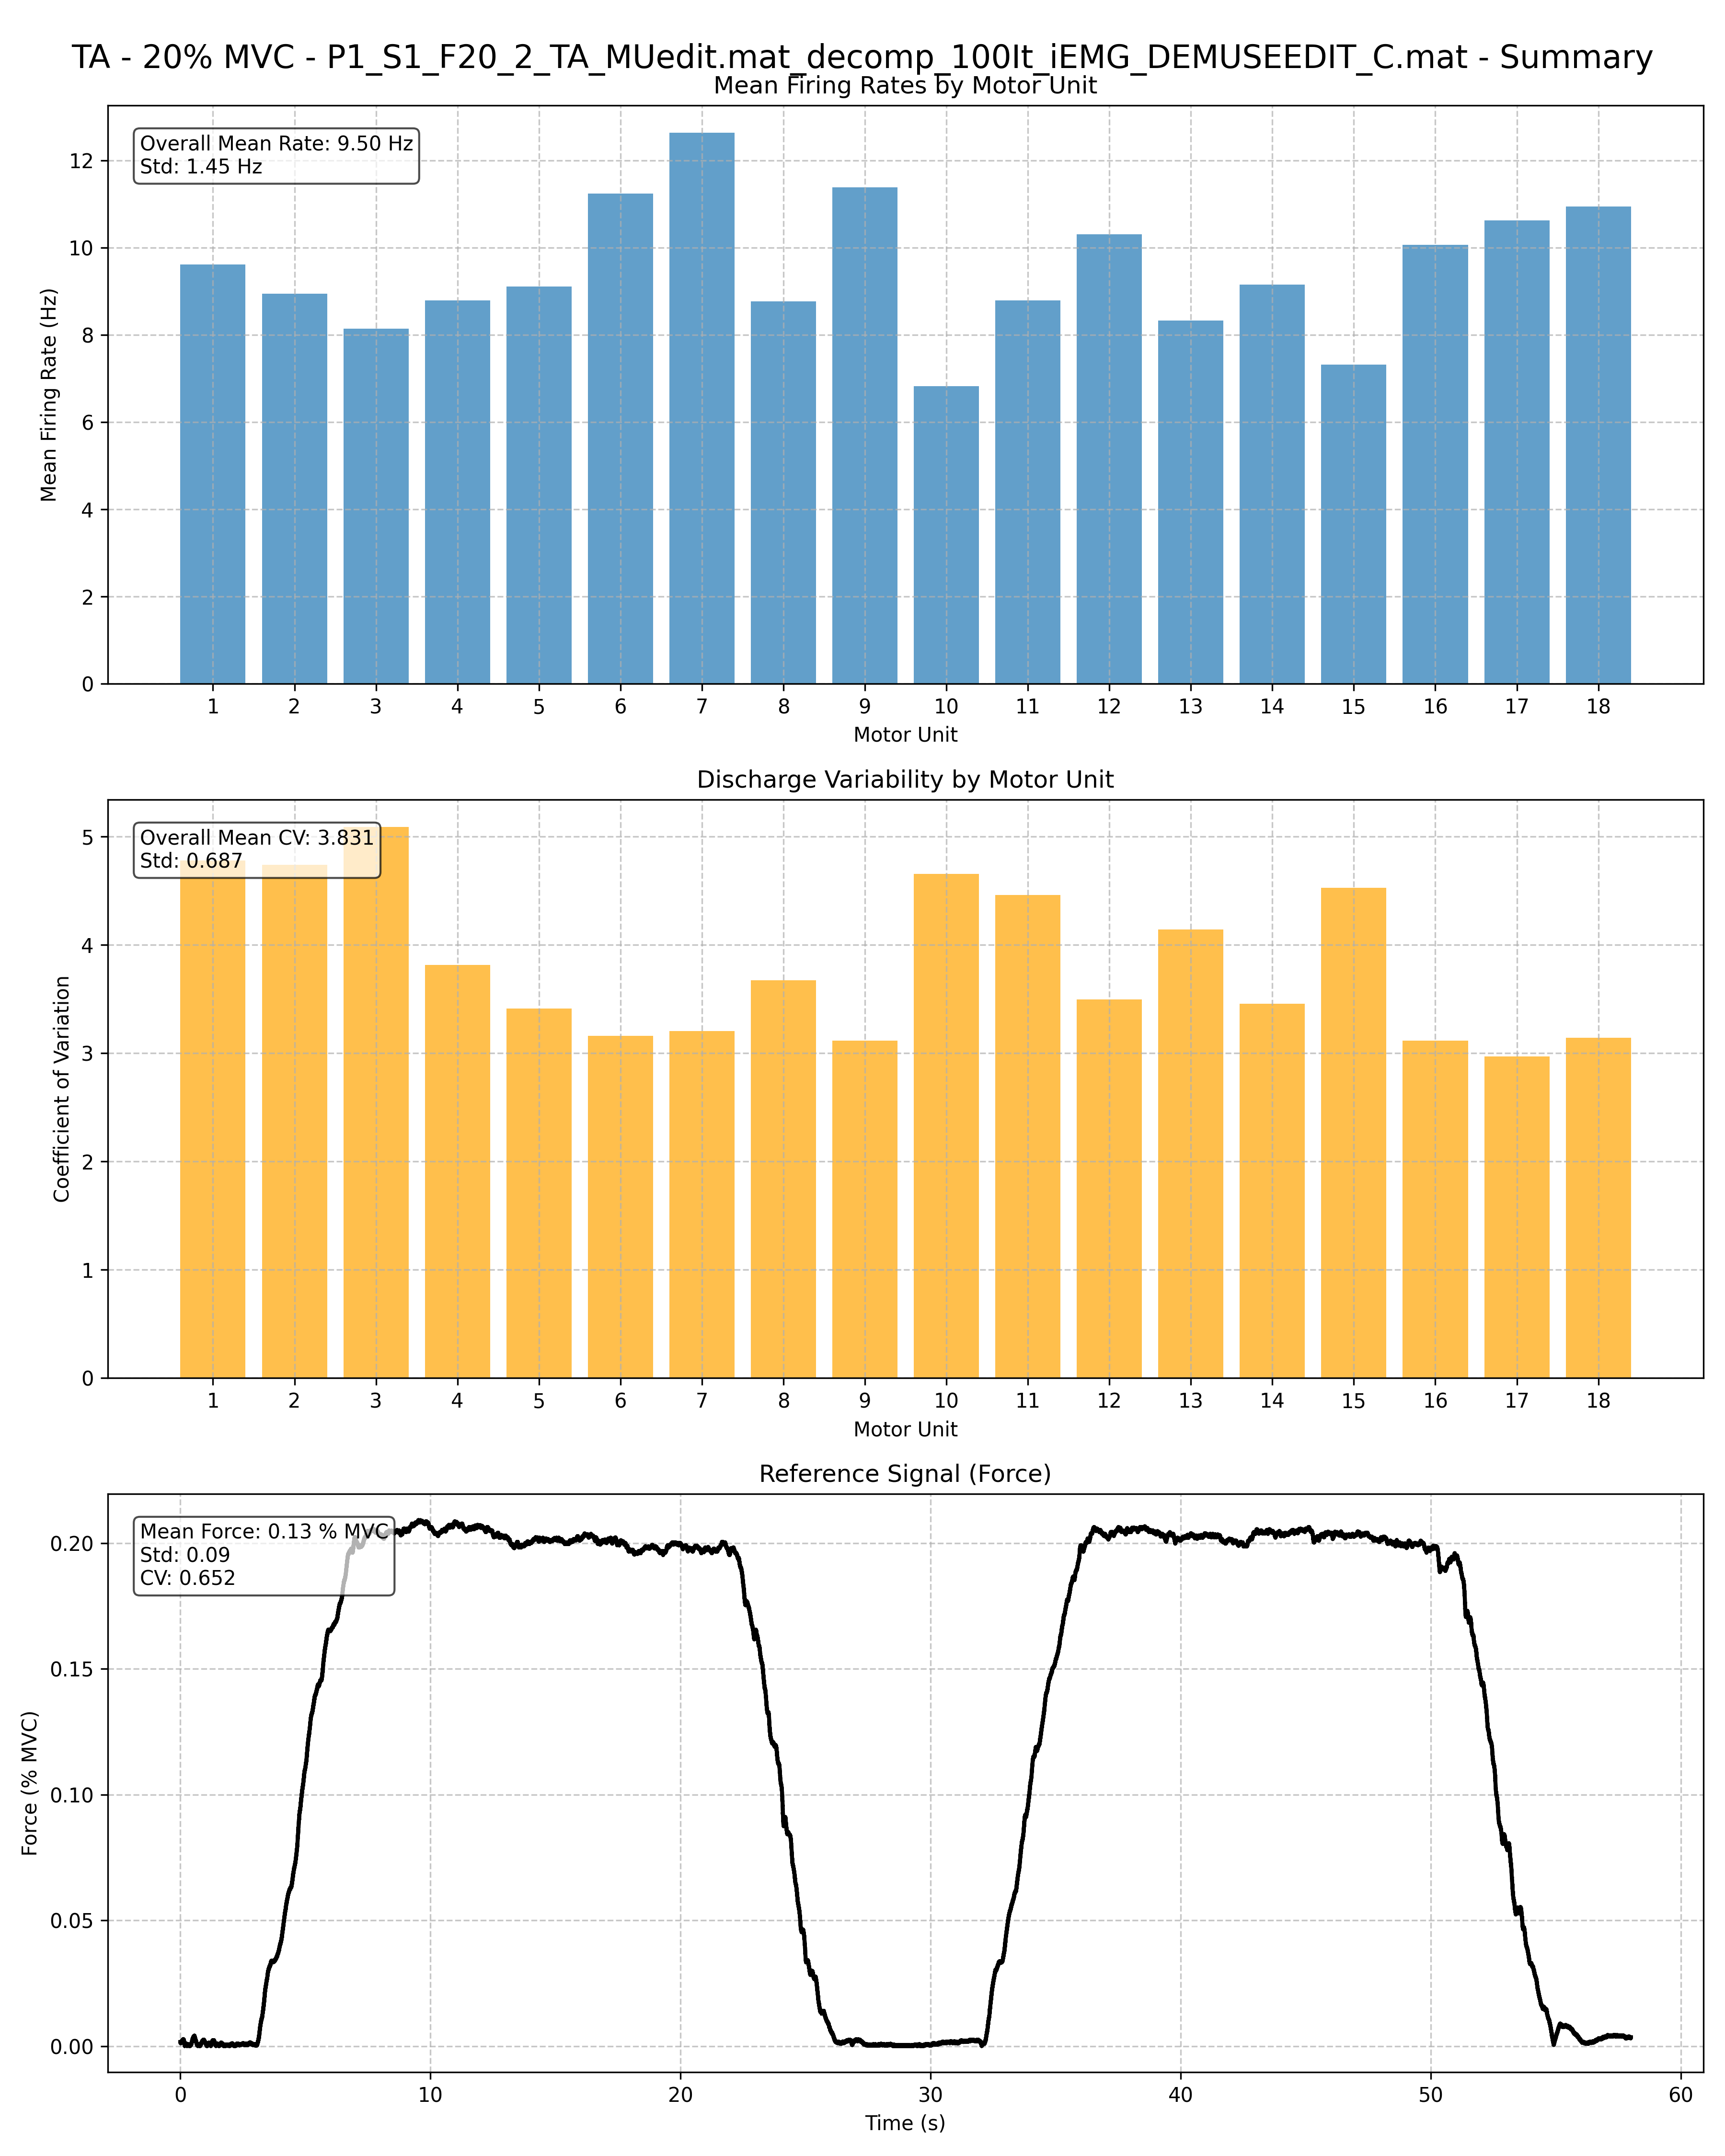 TA - 20% MVC - P1_S1_F20_2_TA_MUedit.mat_decomp_100It_iEMG_DEMUSEEDIT_C.mat - Summary
Mean Firing Rates by Motor Unit
Overall Mean Rate: 9.50 Hz
Std: 1.45 Hz
Mean Firing Rate (Hz)
12
10
8
6
4
2
0
1 2 3 4 5 6 7 8 9 10 11 12 13 14 15 16 17 18
Motor Unit
Discharge Variability by Motor Unit
Overall Mean CV: 3.831
Std: 0.687
Coefficient of Variation
5
4
3
2
1
0
1 2 3 4 5 6 7 8 9 10 11 12 13 14 15 16 17 18
Motor Unit
Reference Signal (Force)
Mean Force: 0.13 % MVC
Std: 0.09
CV: 0.652
Force (% MVC)
0.20
0.15
0.10
0.05
0.00
0 10 20 30 40 50 60
Time (s)